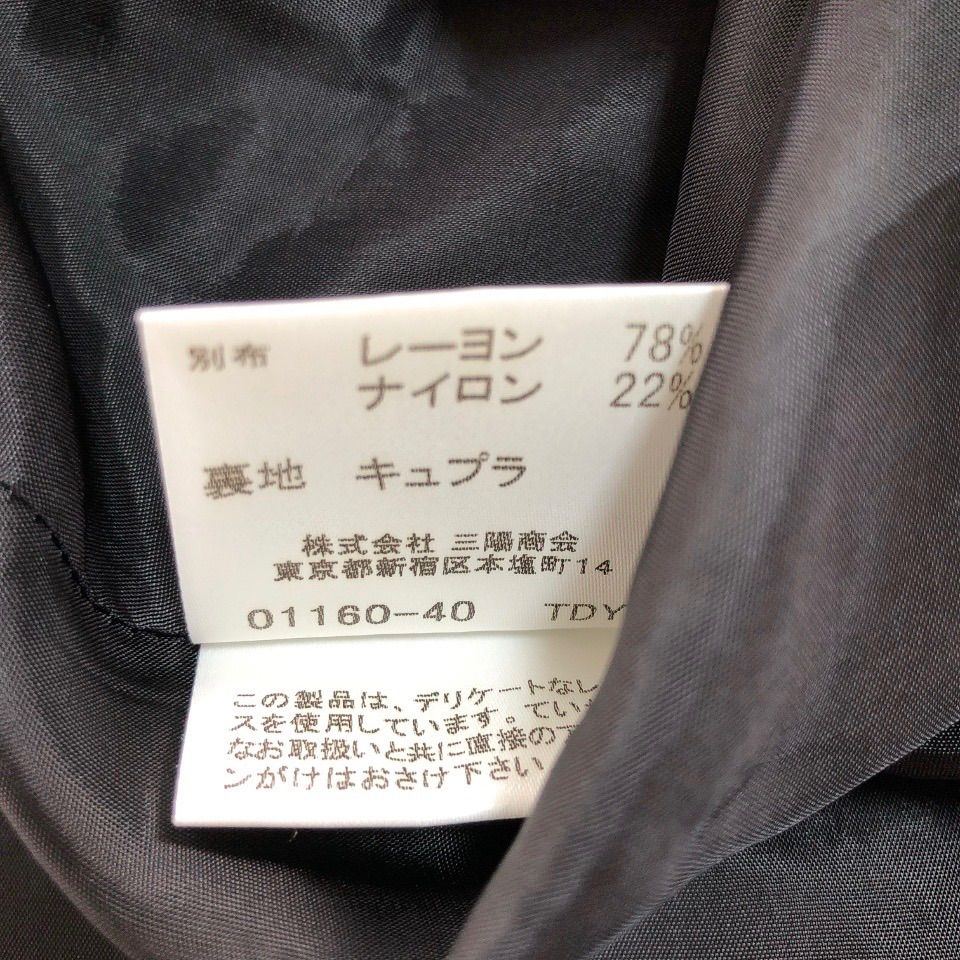 別布 レーヨン 78%
ナイロン 22%
裏地 キュプラ
株式会社 三陽商会
東京都新宿区本塩町14
01160-40 TDY
この製品は、デリケートなレ
スを使用しています。ていね
なお取扱いと共に直接の
ンがけはおさけ下さい